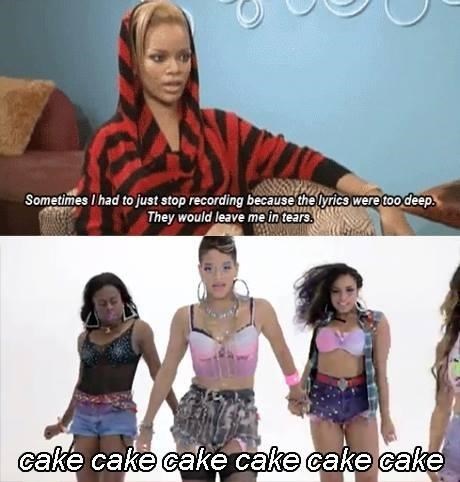 Sometimes I had to just stop recording because the lyrics were too deep.
They would leave me in tears.
cake cake cake cake cake cake